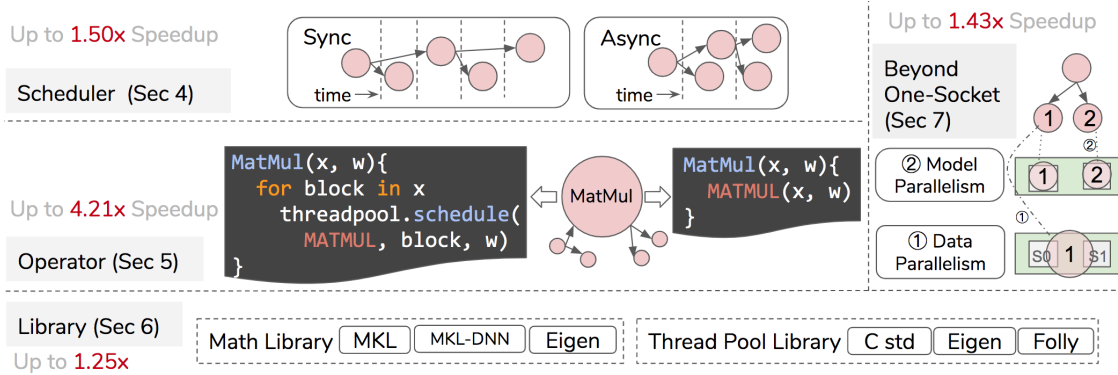 Up to 1.50x Speedup
Scheduler (Sec 4)
Sync
time
Async
time
Up to 1.43x Speedup
Beyond
One-Socket
(Sec 7)
1 2
②
② Model
Parallelism
1 2
①
① Data
Parallelism
S0 1 S1
Up to 4.21x Speedup
Operator (Sec 5)
MatMul(x, w){
for block in x
threadpool.schedule(
MATMUL, block, w)
}
MatMul
MatMul(x, w){
MATMUL(x, w)
}
Library (Sec 6)
Up to 1.25x
Math Library MKL MKL-DNN Eigen
Thread Pool Library C std Eigen Folly